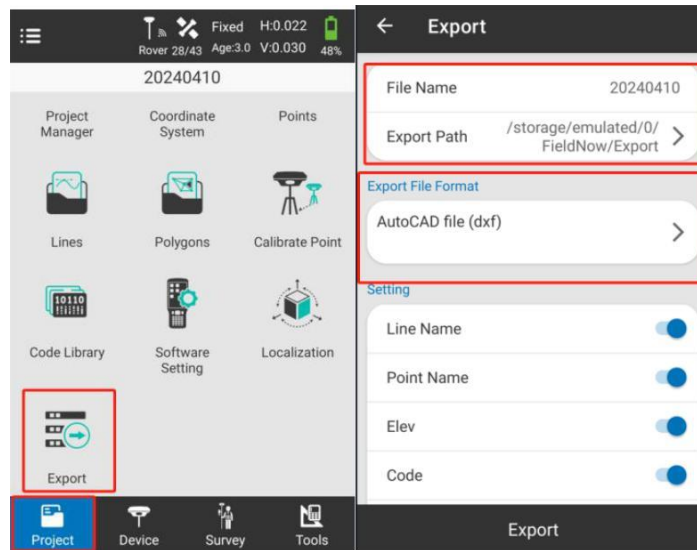 Fixed H:0.022
Rover 28/43 Age:3.0 V:0.030 48%
20240410
Project
Manager
Coordinate
System
Points
Lines
Polygons
Calibrate Point
10110
Code Library
Software
Setting
Localization
Export
Project
Device
Survey
Tools
Export
File Name
20240410
Export Path
/storage/emulated/0/
FieldNow/Export
Export File Format
AutoCAD file (dxf)
Setting
Line Name
Point Name
Elev
Code
Export